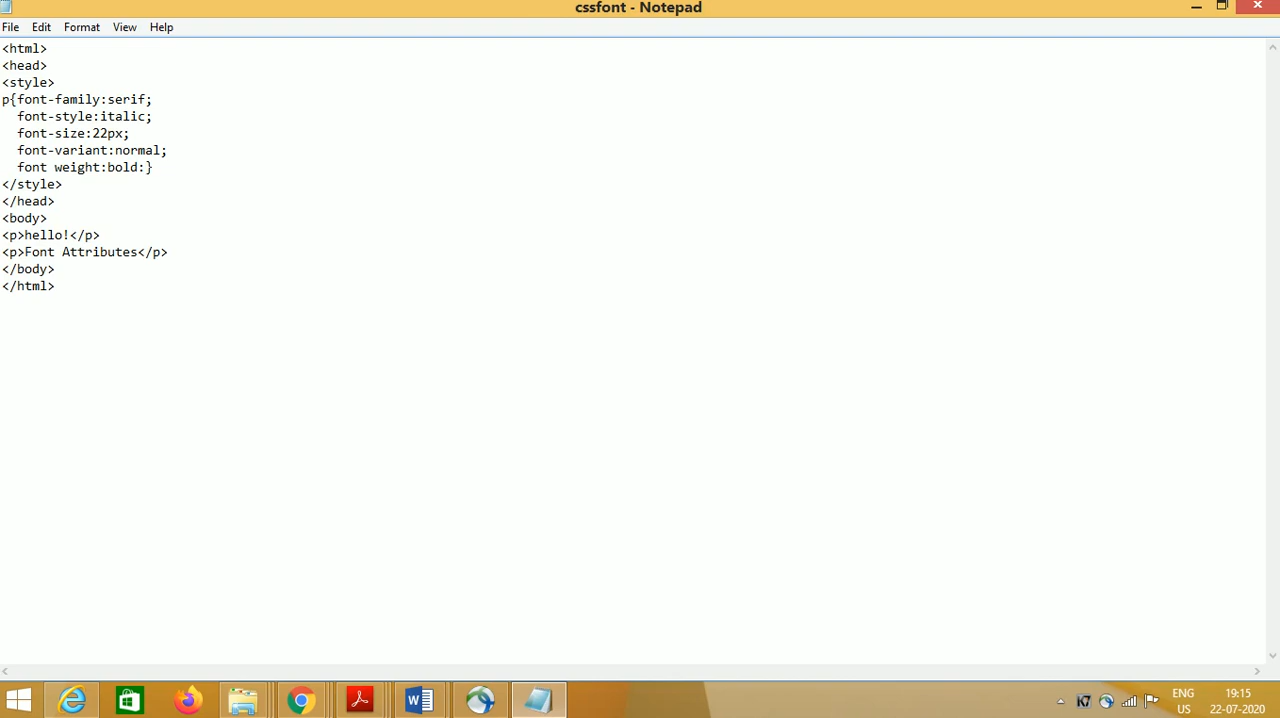 cssfont - Notepad
File Edit Format View Help
<html>
<head>
<style>
p{font-family:serif;
  font-style:italic;
  font-size:22px;
  font-variant:normal;
  font weight:bold:}
</style>
</head>
<body>
<p>hello!</p>
<p>Font Attributes</p>
</body>
</html>
ENG 19:15
US 22-07-2020